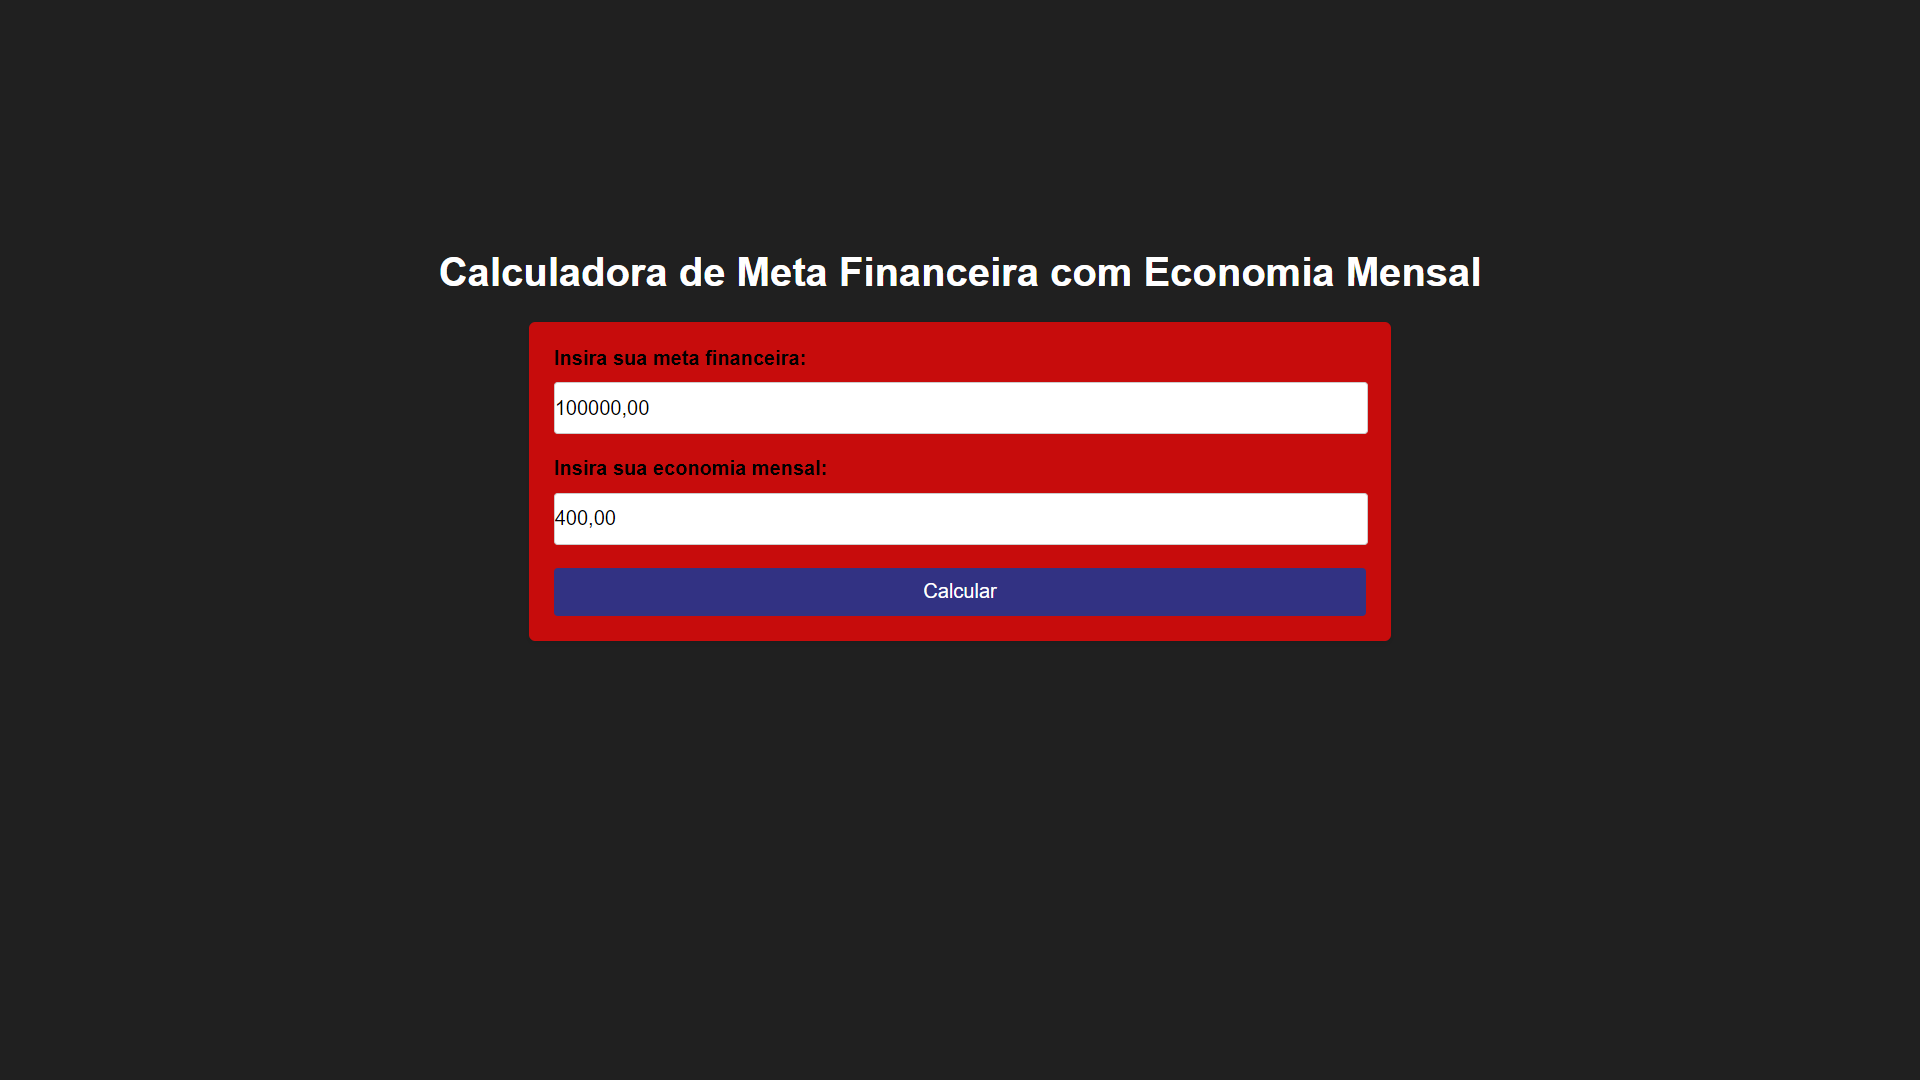 Calculadora de Meta Financeira com Economia Mensal
Insira sua meta financeira:
100000,00
Insira sua economia mensal:
400,00
Calcular